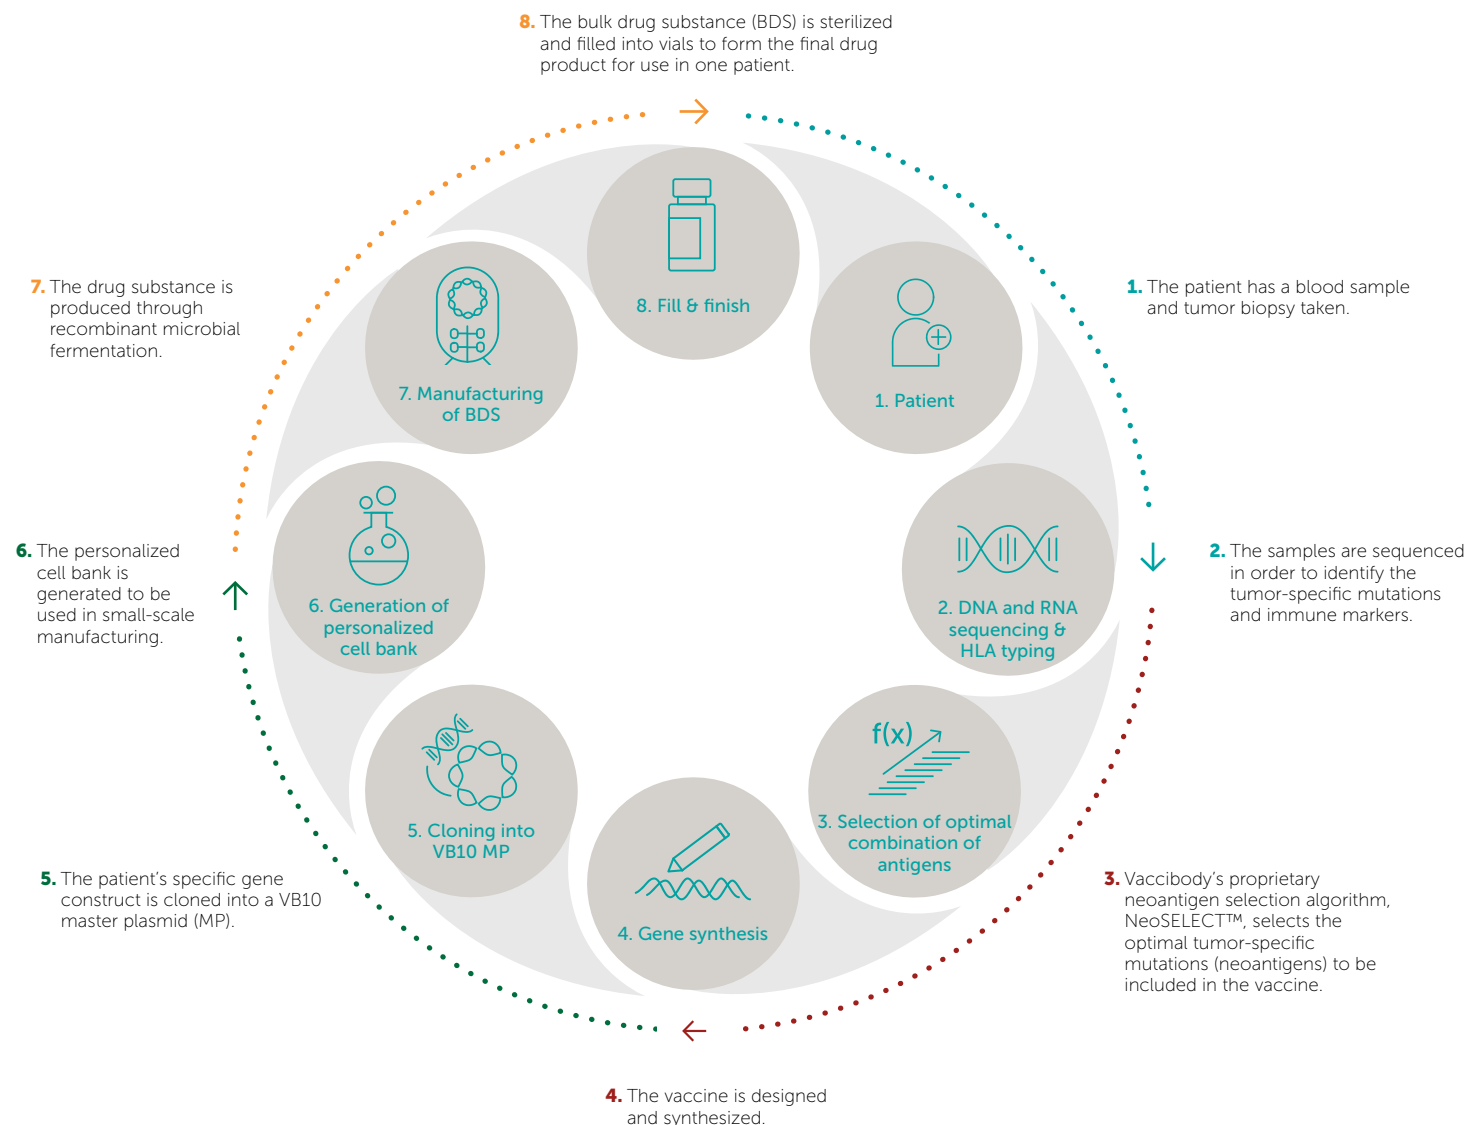 8. The bulk drug substance (BDS) is sterilized
and filled into vials to form the final drug
product for use in one patient.
8. Fill & finish
7. The drug substance is
produced through
recombinant microbial
fermentation.
7. Manufacturing
of BDS
1. Patient
1. The patient has a blood sample
and tumor biopsy taken.
6. The personalized
cell bank is
generated to be
used in small-scale
manufacturing.
6. Generation of
personalized
cell bank
2. DNA and RNA
sequencing &
HLA typing
2. The samples are sequenced
in order to identify the
tumor-specific mutations
and immune markers.
5. The patient’s specific gene
construct is cloned into a VB10
master plasmid (MP).
5. Cloning into
VB10 MP
f(x)
3. Selection of optimal
combination of
antigens
3. Vaccibody’s proprietary
neoantigen selection algorithm,
NeoSELECT™, selects the
optimal tumor-specific
mutations (neoantigens) to be
included in the vaccine.
4. Gene synthesis
4. The vaccine is designed
and synthesized.